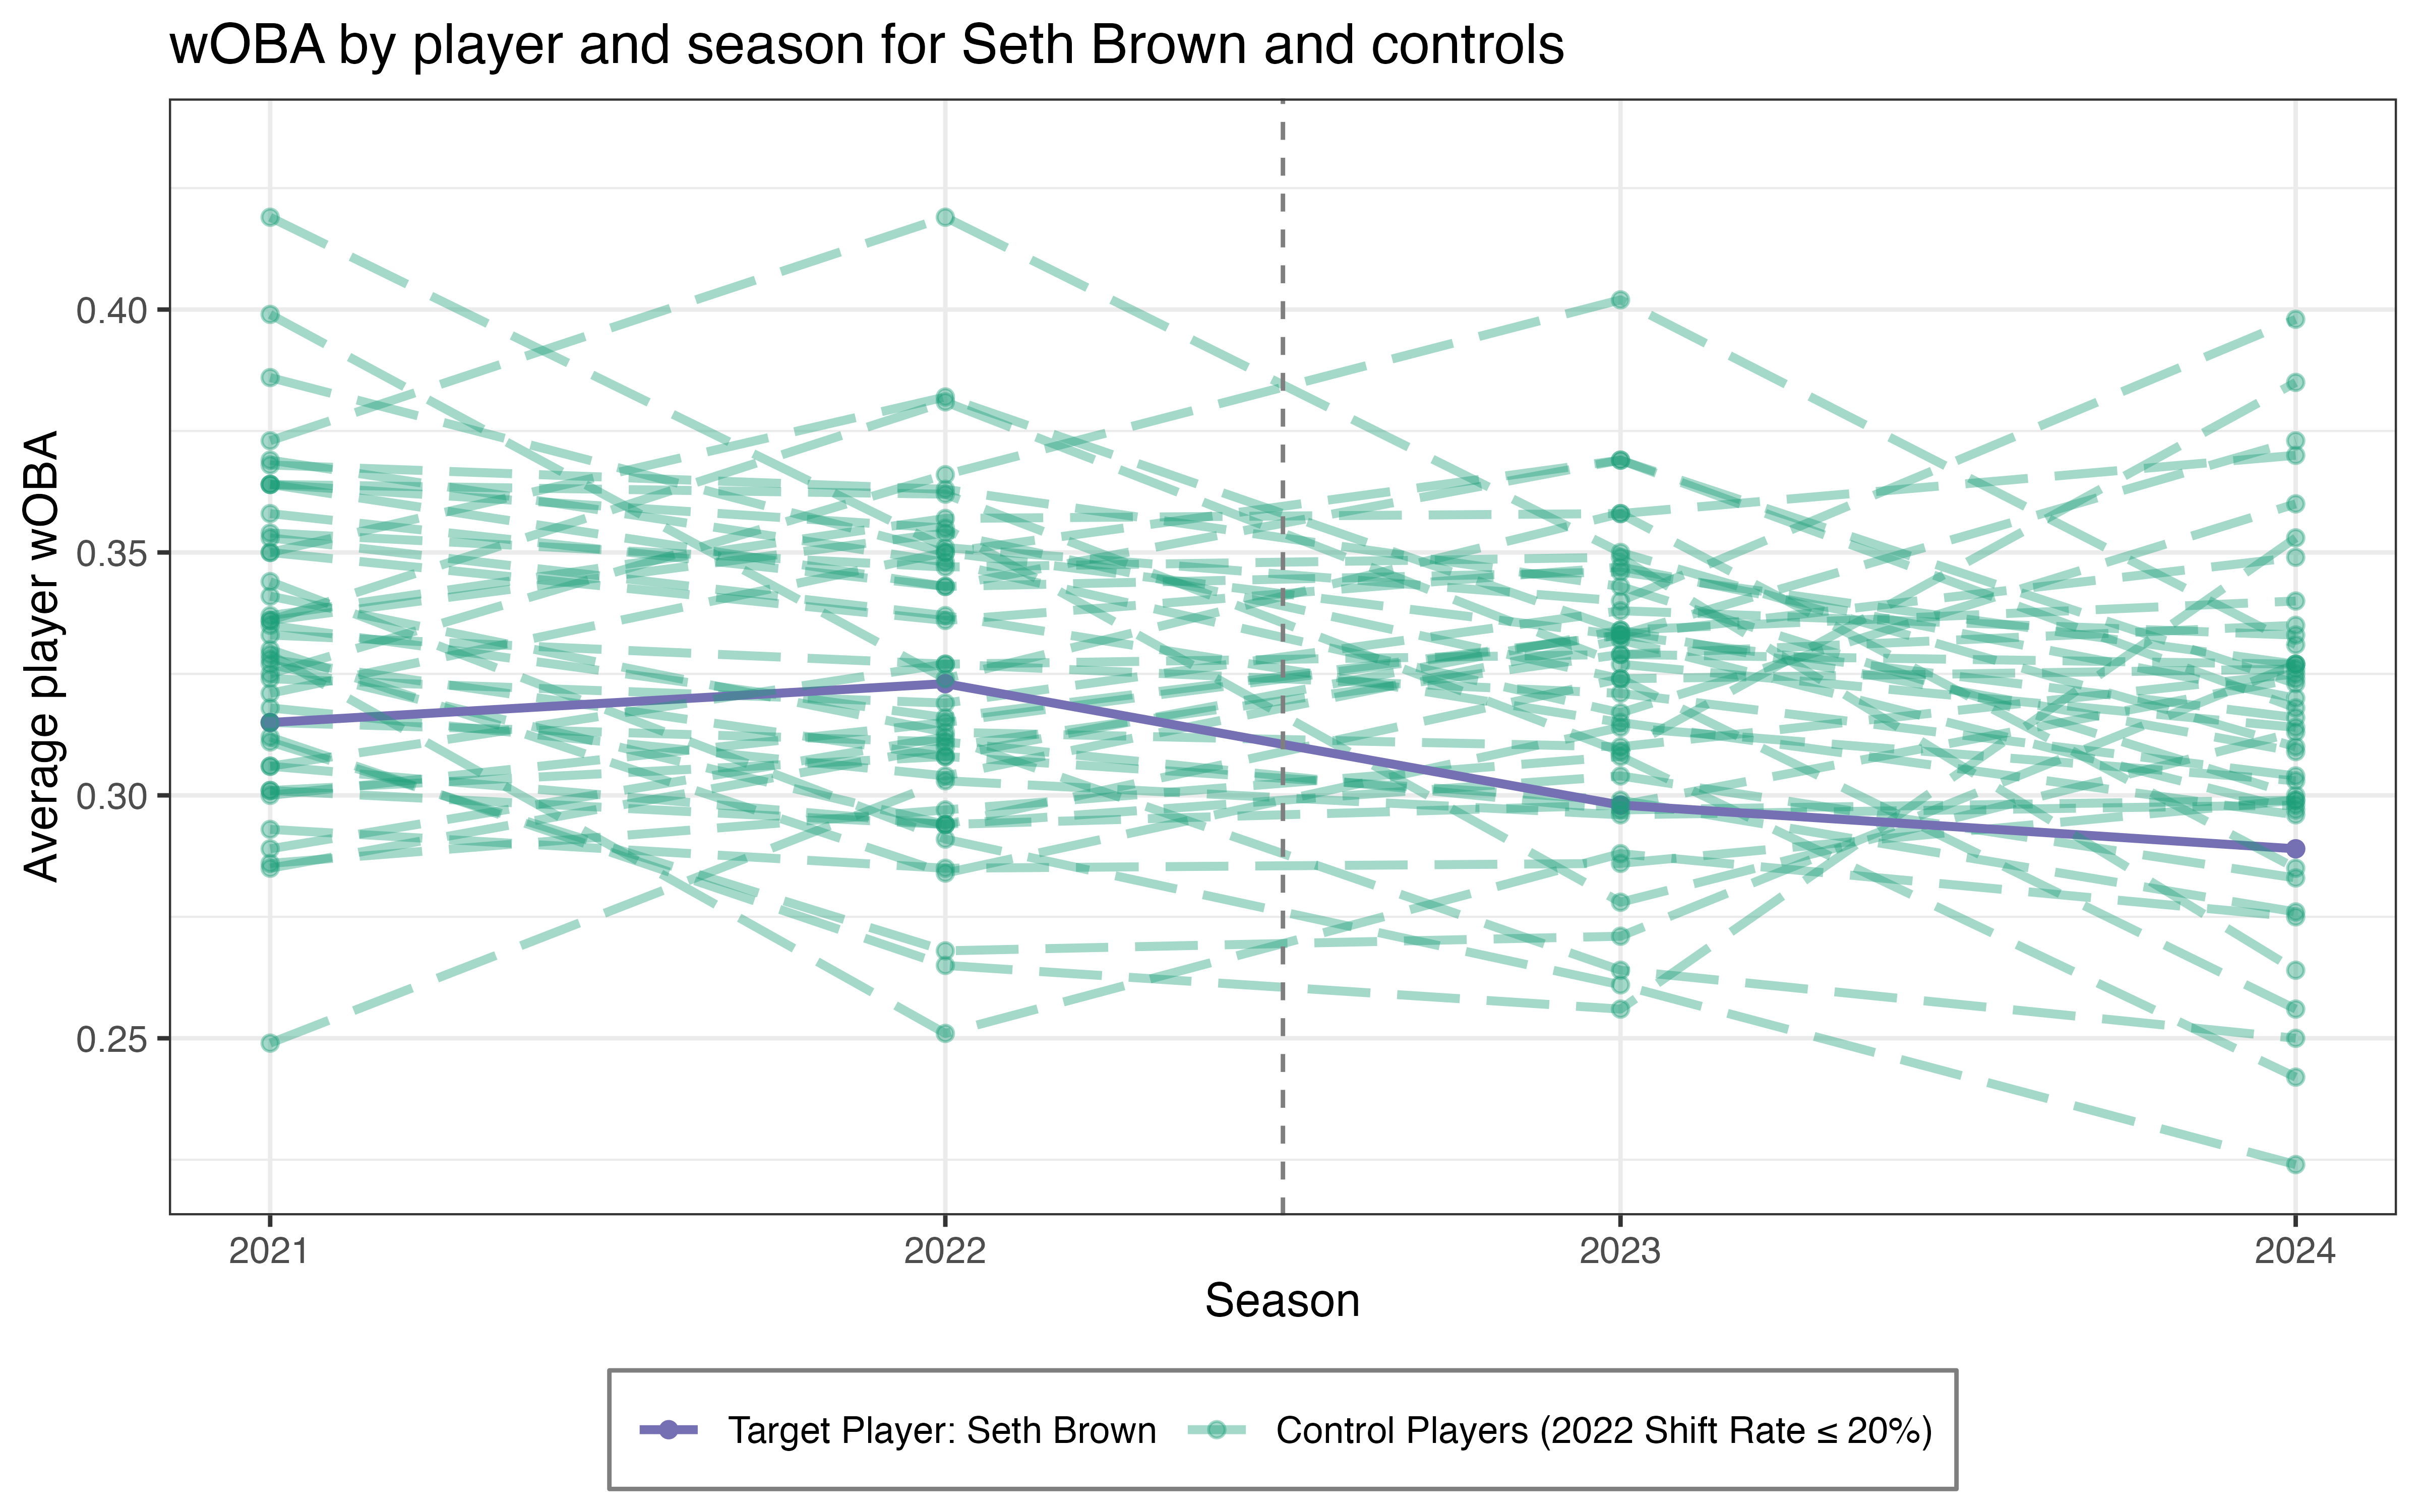 wOBA by player and season for Seth Brown and controls
Average player wOBA
0.40
0.35
0.30
0.25
2021
2022
2023
2024
Season
Target Player: Seth Brown
Control Players (2022 Shift Rate ≤ 20%)